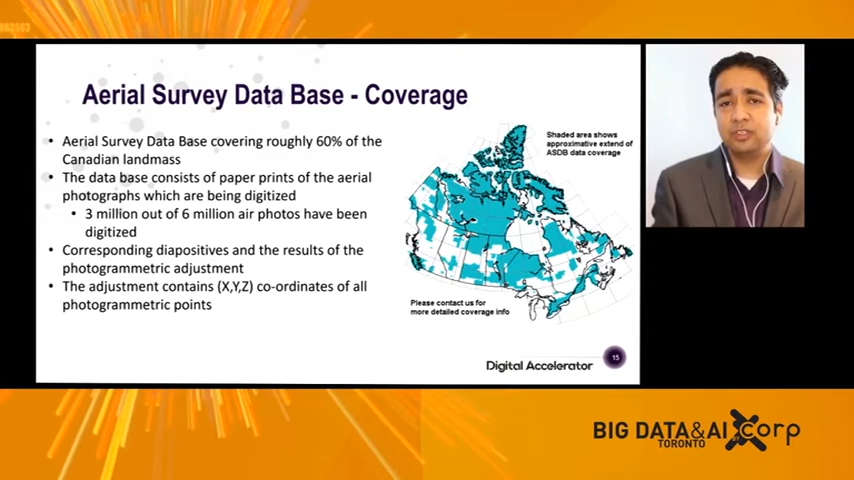 Aerial Survey Data Base - Coverage
• Aerial Survey Data Base covering roughly 60% of the
Canadian landmass
• The data base consists of paper prints of the aerial
photographs which are being digitized
• 3 million out of 6 million air photos have been
digitized
• Corresponding diapositives and the results of the
photogrammetric adjustment
• The adjustment contains (X,Y,Z) co-ordinates of all
photogrammetric points
Shaded area shows
approximative extend of
ASDB data coverage
Please contact us for
more detailed coverage info
Digital Accelerator
15
BIG DATA&AI
TORONTO
corp